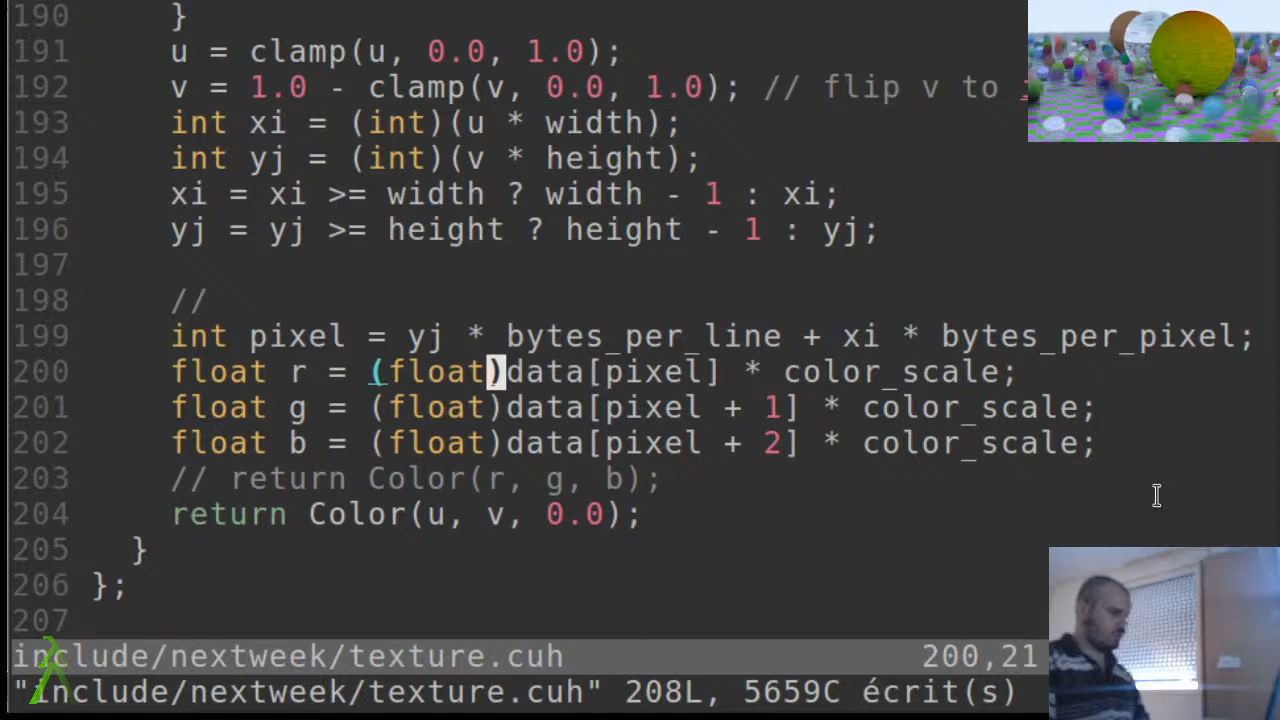 190 }
191 u = clamp(u, 0.0, 1.0);
192 v = 1.0 - clamp(v, 0.0, 1.0); // flip v to
193 int xi = (int)(u * width);
194 int yj = (int)(v * height);
195 xi = xi >= width ? width - 1 : xi;
196 yj = yj >= height ? height - 1 : yj;
197
198 //
199 int pixel = yj * bytes_per_line + xi * bytes_per_pixel;
200 float r = (float)data[pixel] * color_scale;
201 float g = (float)data[pixel + 1] * color_scale;
202 float b = (float)data[pixel + 2] * color_scale;
203 // return Color(r, g, b);
204 return Color(u, v, 0.0);
205 }
206 };
207
include/nextweek/texture.cuh 200,21
"include/nextweek/texture.cuh" 208L, 5659C écrit(s)